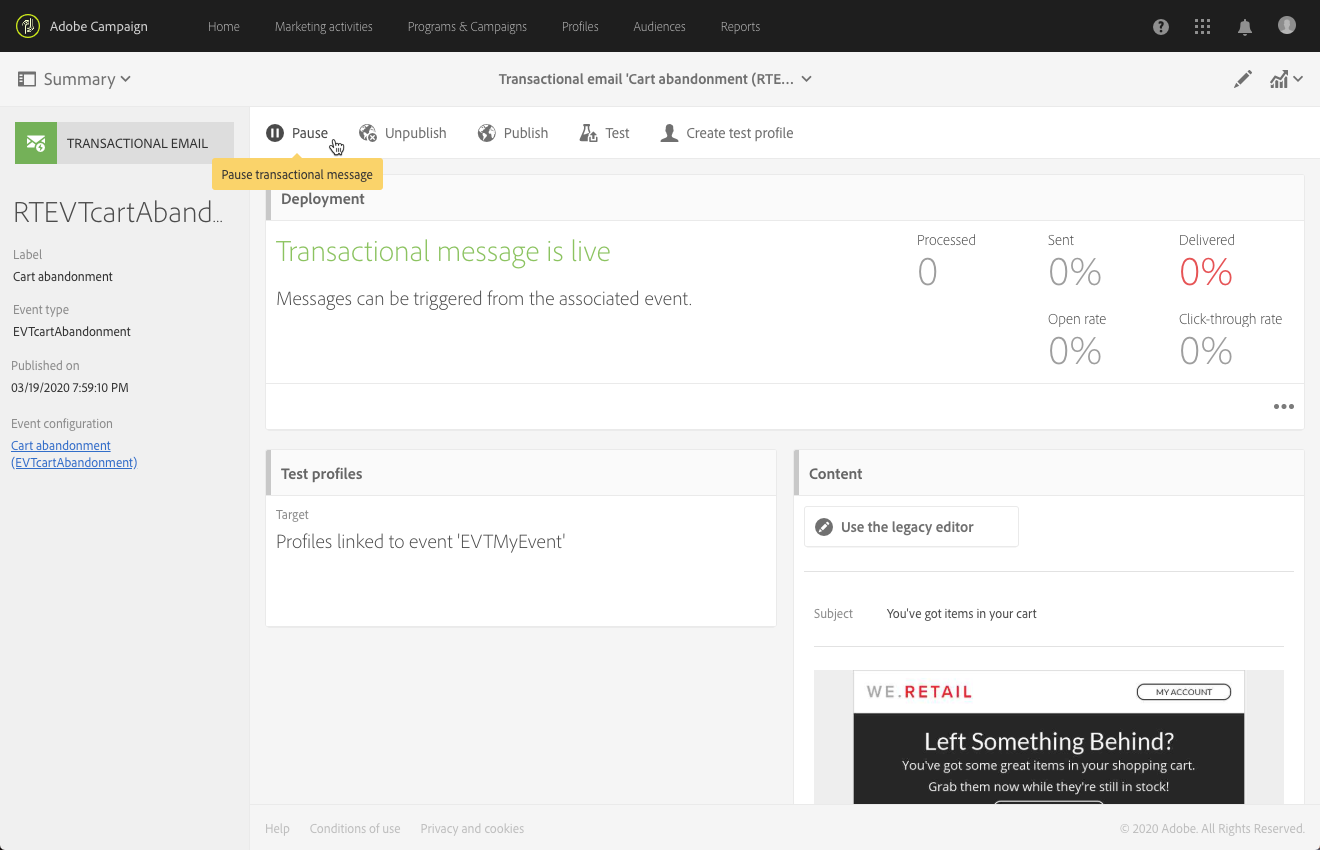 Adobe Campaign
Home
Marketing activities
Programs & Campaigns
Profiles
Audiences
Reports
Summary
Transactional email 'Cart abandonment (RTE...
TRANSACTIONAL EMAIL
Pause
Unpublish
Publish
Test
Create test profile
Pause transactional message
RTEVTcartAband...
Label
Cart abandonment
Event type
EVTcartAbandonment
Published on
03/19/2020 7:59:10 PM
Event configuration
Cart abandonment
(EVTcartAbandonment)
Deployment
Transactional message is live
Messages can be triggered from the associated event.
Processed
0
Sent
0%
Delivered
0%
Open rate
0%
Click-through rate
0%
Test profiles
Target
Profiles linked to event 'EVTMyEvent'
Content
Use the legacy editor
Subject
You've got items in your cart
WE.RETAIL
MY ACCOUNT
Left Something Behind?
You've got some great items in your shopping cart.
Grab them now while they're still in stock!
Help
Conditions of use
Privacy and cookies
© 2020 Adobe. All Rights Reserved.